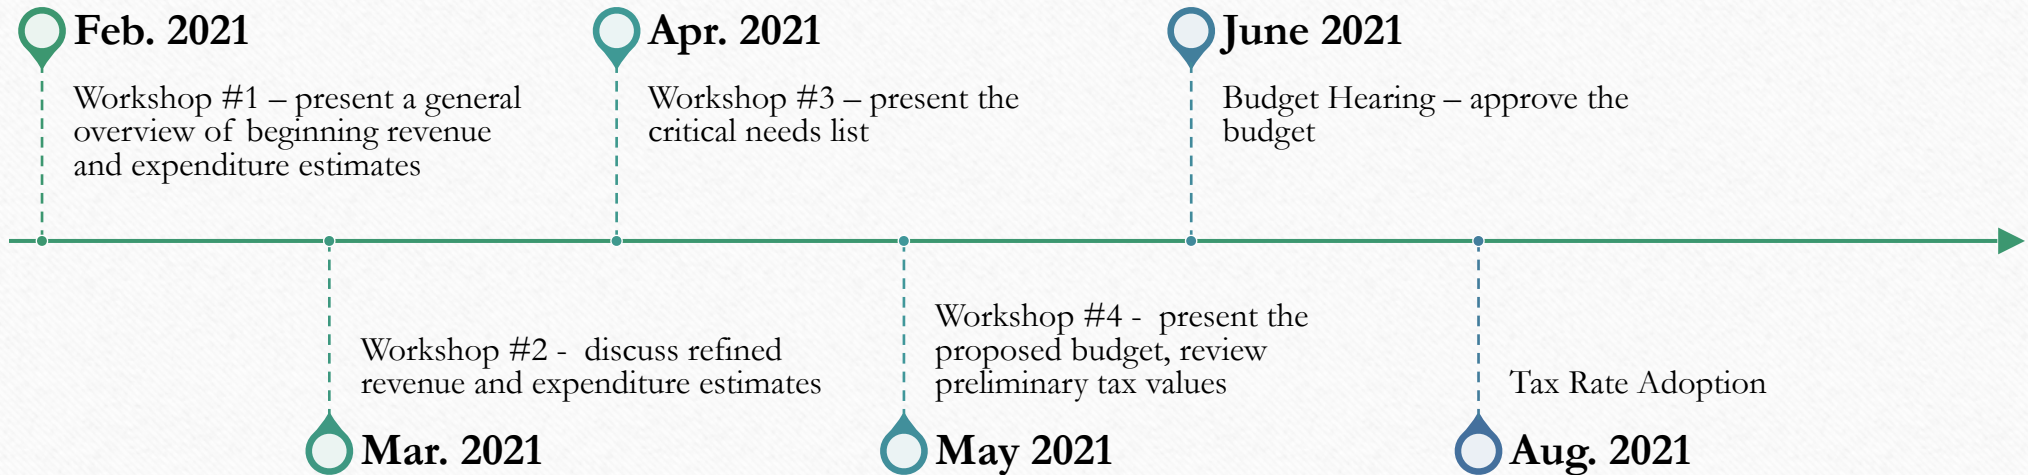 Feb. 2021
Workshop #1 – present a general
overview of beginning revenue
and expenditure estimates
Apr. 2021
Workshop #3 – present the
critical needs list
June 2021
Budget Hearing – approve the
budget
Workshop #2 -  discuss refined
revenue and expenditure estimates
Mar. 2021
Workshop #4 -  present the
proposed budget, review
preliminary tax values
May 2021
Tax Rate Adoption
Aug. 2021